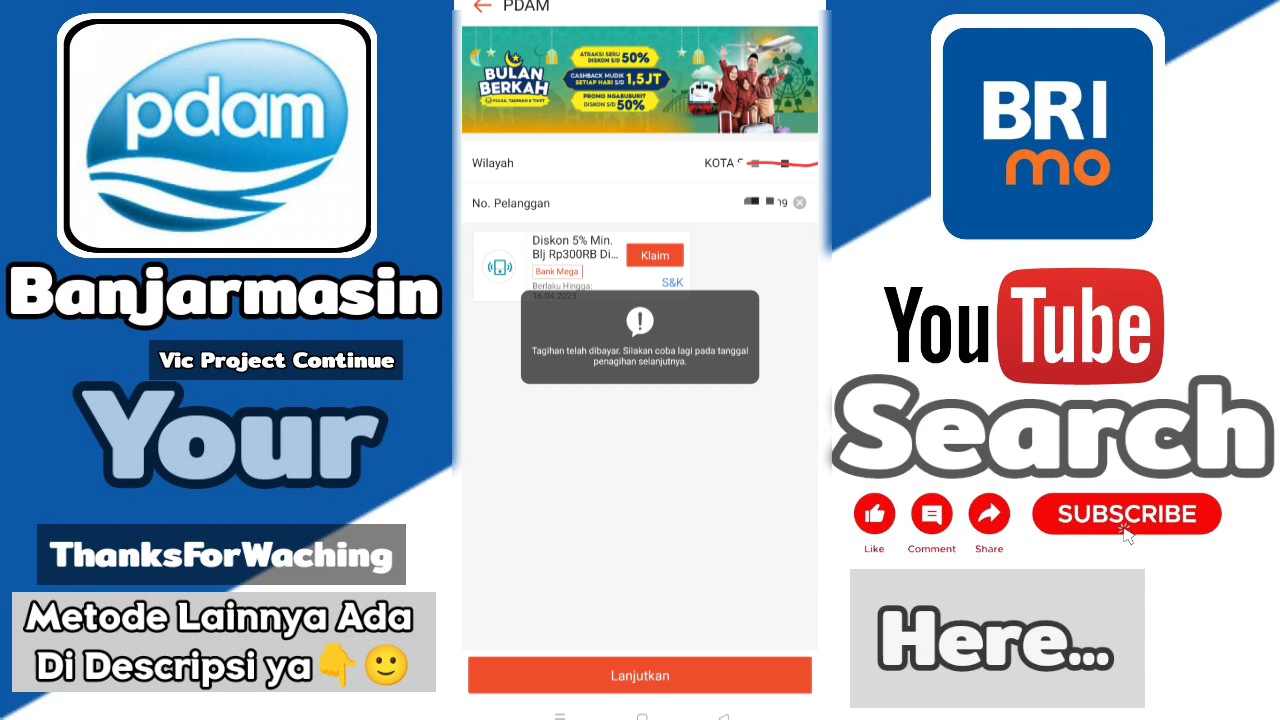 pdam
Banjarmasin
Vic Project Continue
Your
ThanksForWaching
Metode Lainnya Ada
Di Descripsi ya👇🙂
PDAM
BULAN
BERKAH
PULSA, TAGIHAN & TIKET
ATRAKSI SERU
DISKON S/D 50%
CASHBACK MUDIK
SETIAP HARI S/D 1,5JT
PROMO NGABUBURIT
DISKON S/D 50%
Wilayah
KOTA
No. Pelanggan
Diskon 5% Min.
Blj Rp300RB Di...
Klaim
Bank Mega
Berlaku Hingga:
16.04.2023
S&K
Tagihan telah dibayar. Silakan coba lagi pada tanggal
penagihan selanjutnya.
Lanjutkan
BRI
mo
YouTube
Search
Like Comment Share
SUBSCRIBE
Here...